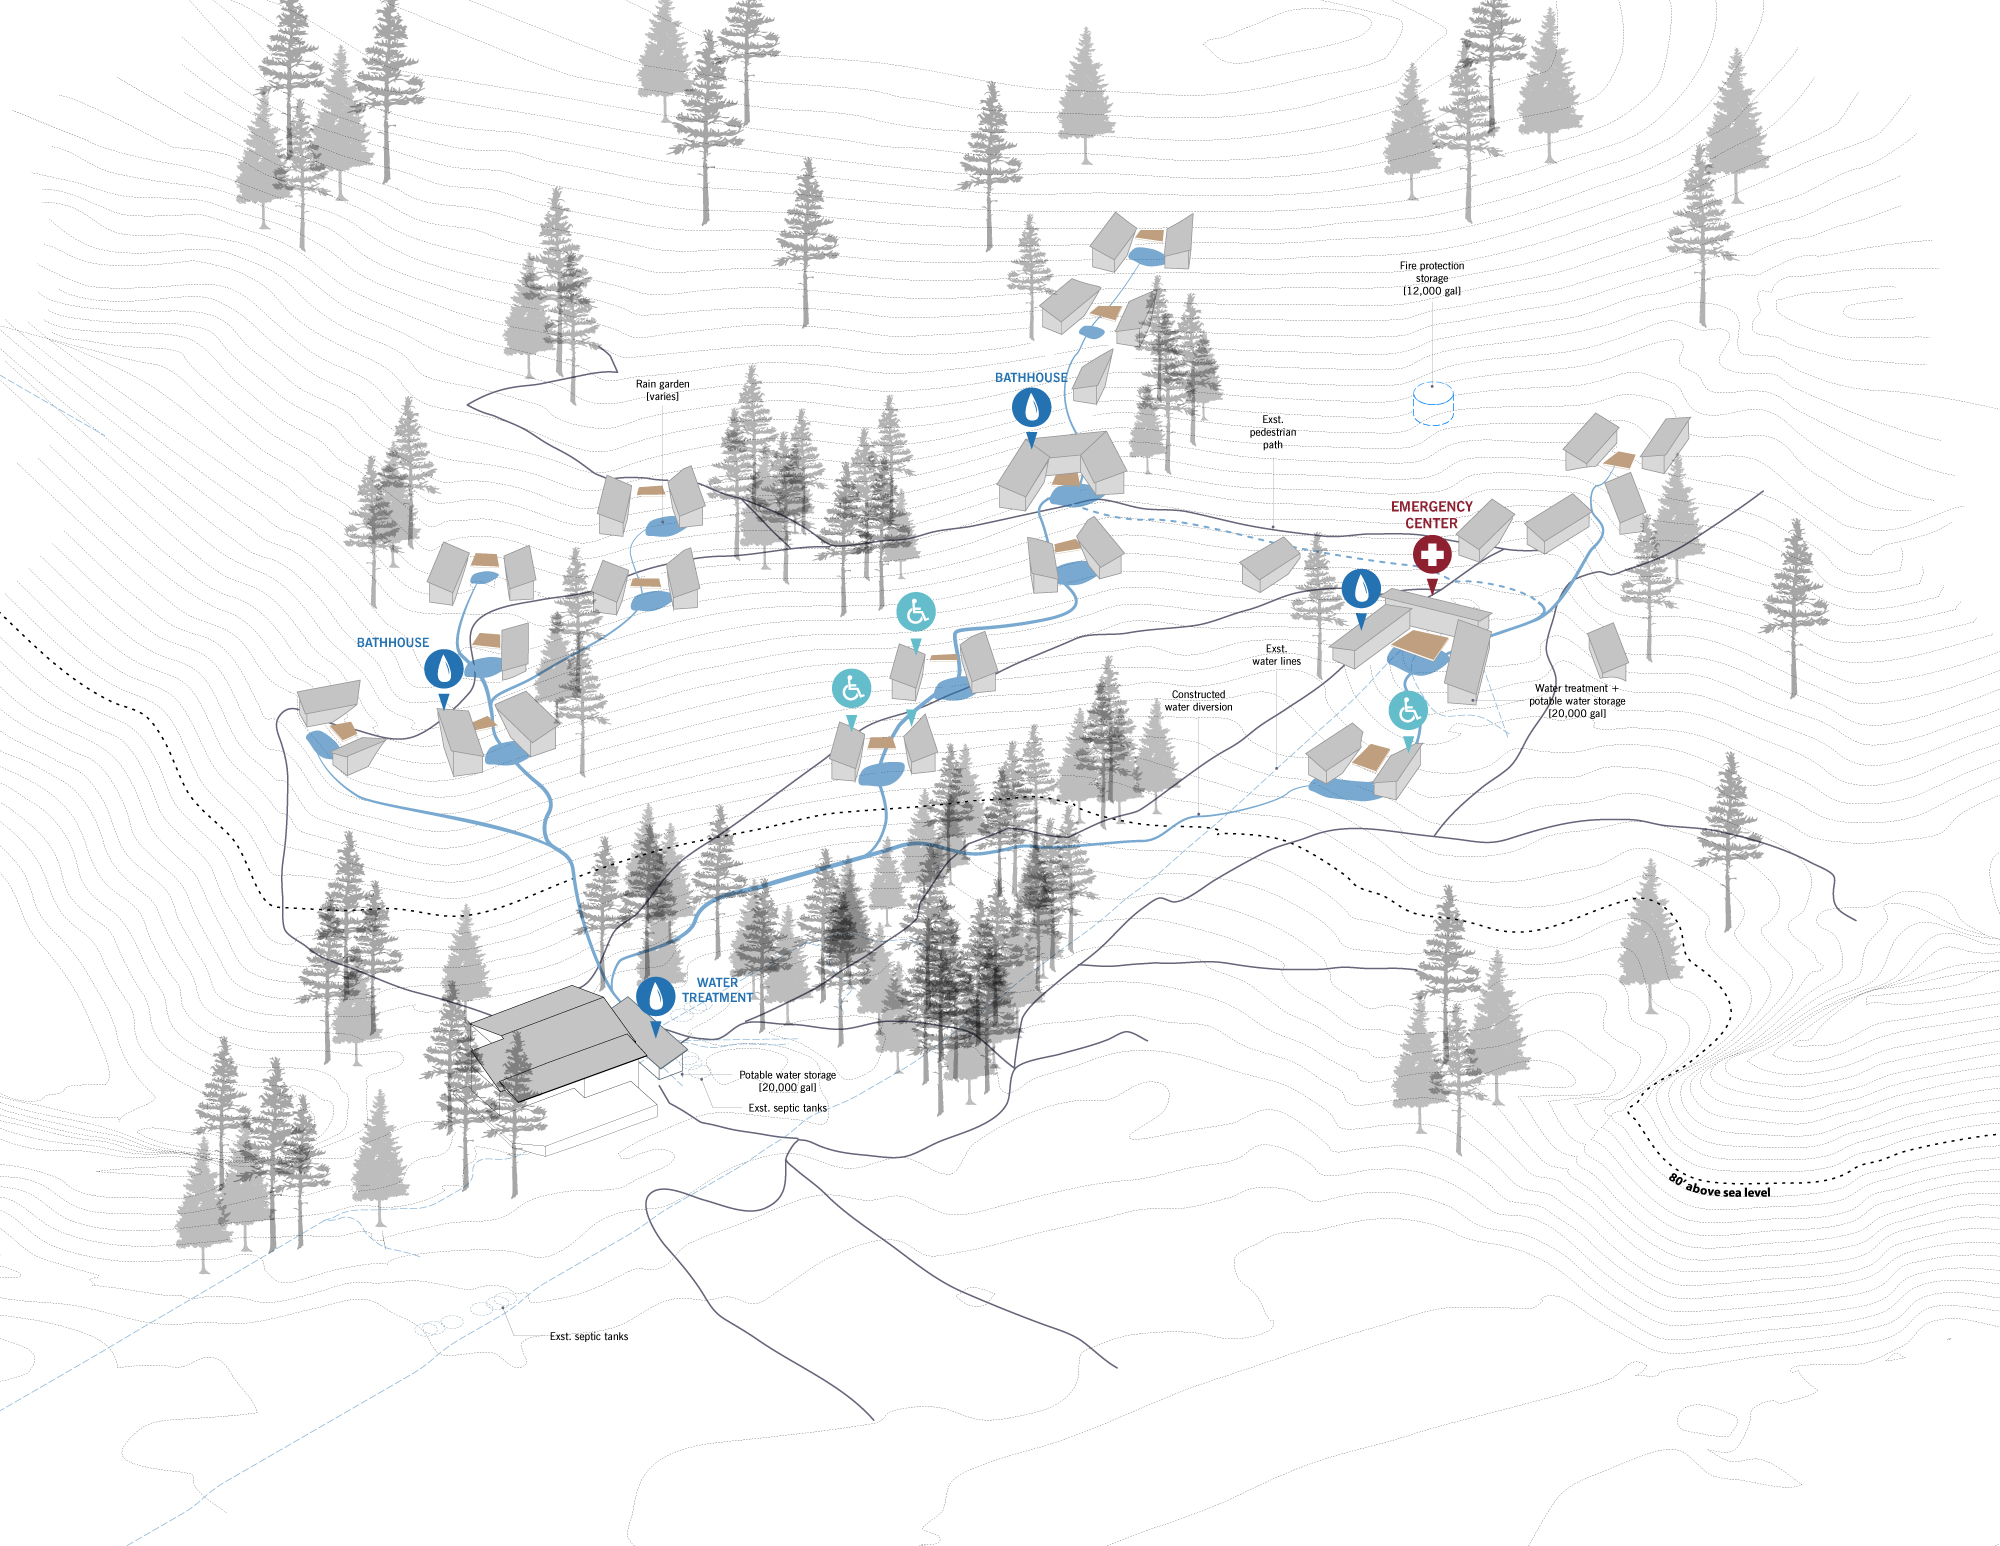 Fire protection
storage
[12,000 gal]
BATHHOUSE
Rain garden
[varies]
Exst.
pedestrian
path
EMERGENCY
CENTER
BATHHOUSE
Exst.
water lines
Constructed
water diversion
Water treatment +
potable water storage
[20,000 gal]
WATER
TREATMENT
Potable water storage
[20,000 gal]
Exst. septic tanks
80' above sea level
Exst. septic tanks